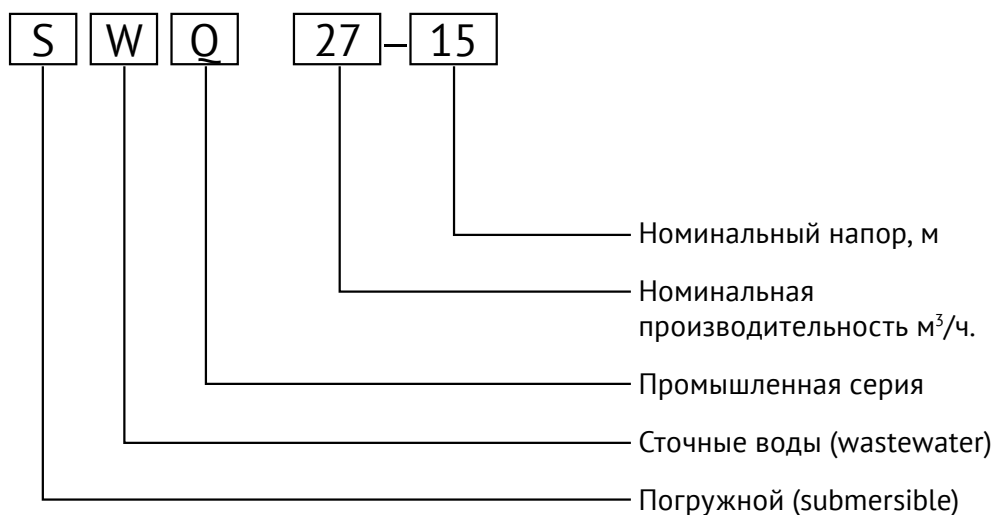 S W Q 27–15
Номинальный напор, м
Номинальная
производительность м³/ч.
Промышленная серия
Сточные воды (wastewater)
Погружной (submersible)